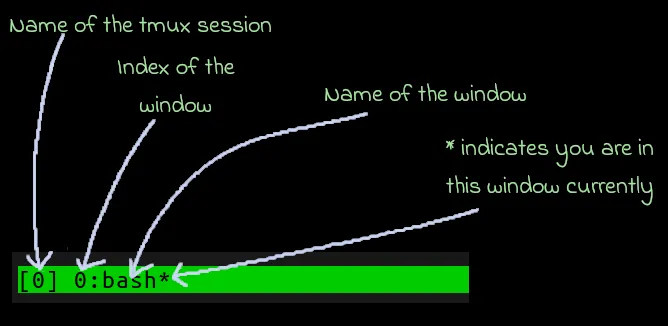 Name of the tmux session
Index of the
window
Name of the window
* indicates you are in
this window currently
[0] 0:bash*